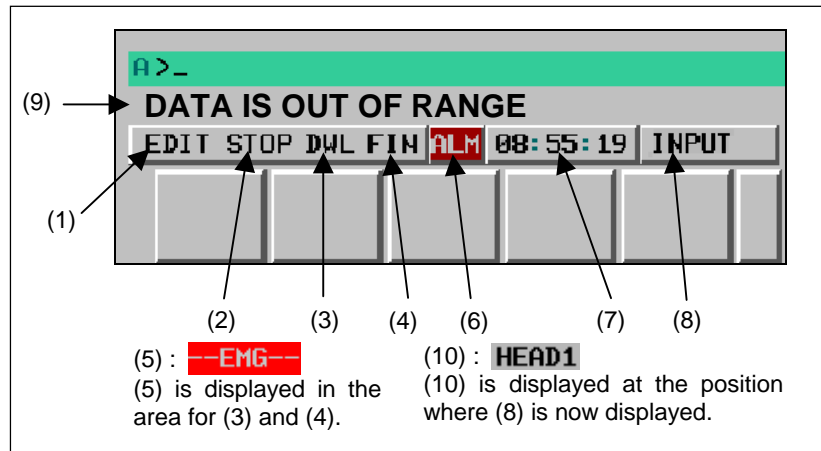 A>_
(9) DATA IS OUT OF RANGE
EDIT STOP DWL FIN ALM 08:55:19 INPUT
(1)
(2) (3) (4) (6) (7) (8)
(5) : --EMG--
(5) is displayed in the
area for (3) and (4).
(10) : HEAD1
(10) is displayed at the position
where (8) is now displayed.